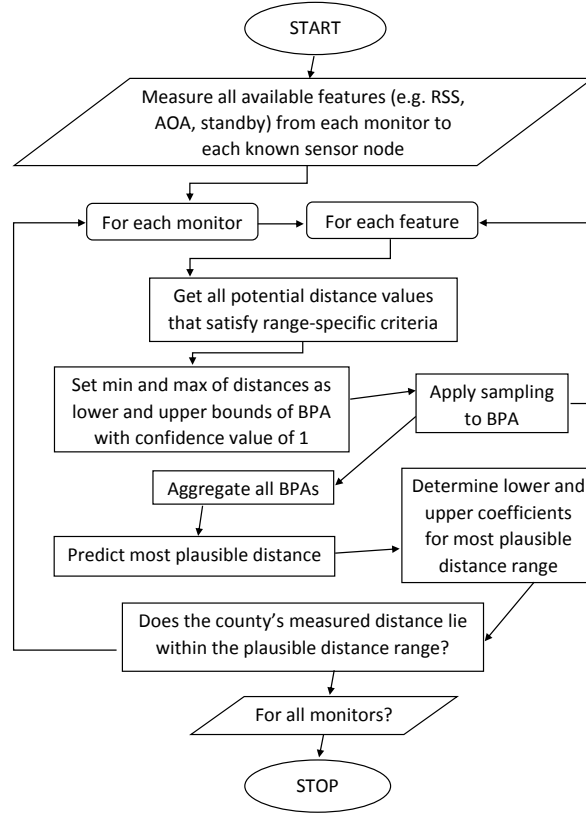 START
Measure all available features (e.g. RSS,
AOA, standby) from each monitor to
each known sensor node
For each monitor
For each feature
Get all potential distance values
that satisfy range-specific criteria
Set min and max of distances as
lower and upper bounds of BPA
with confidence value of 1
Apply sampling
to BPA
Aggregate all BPAs
Determine lower and
upper coefficients
for most plausible
distance range
Predict most plausible distance
Does the county’s measured distance lie
within the plausible distance range?
For all monitors?
STOP